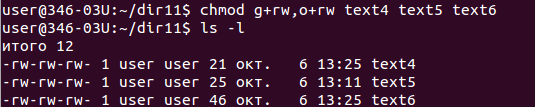 user@346-03U:~/dir11$ chmod g+rw,o+rw text4 text5 text6
user@346-03U:~/dir11$ ls -l
итого 12
-rw-rw-rw- 1 user user 21 окт.   6 13:25 text4
-rw-rw-rw- 1 user user 25 окт.   6 13:11 text5
-rw-rw-rw- 1 user user 46 окт.   6 13:25 text6